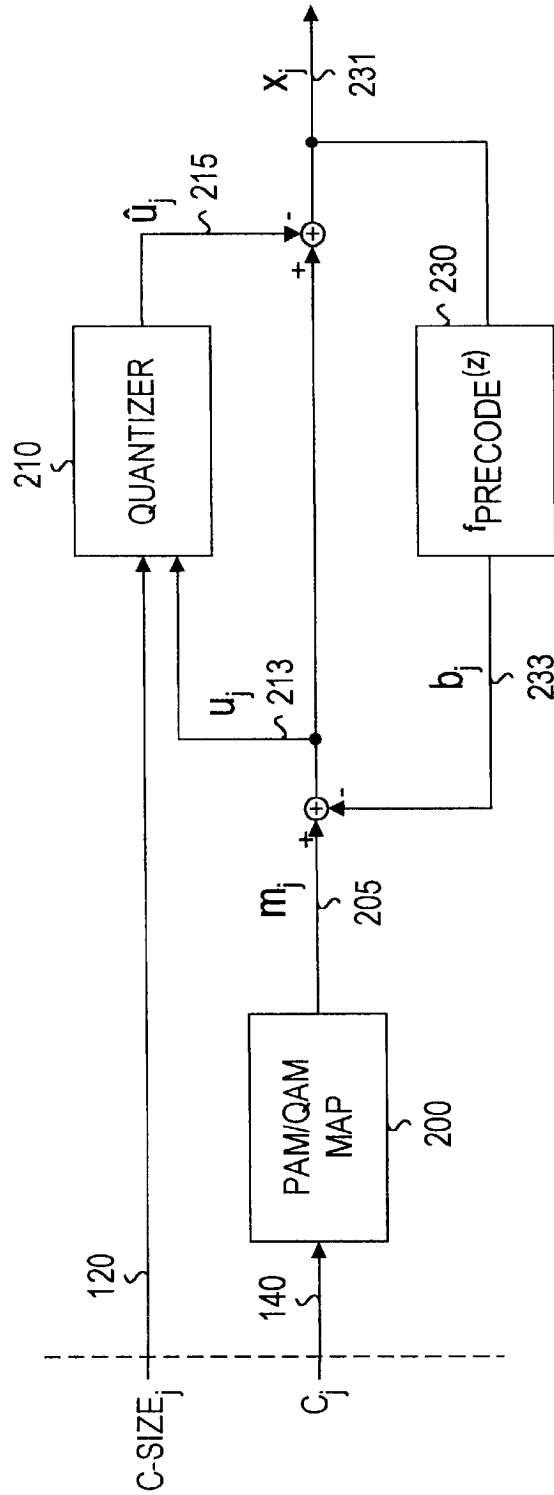 C-SIZE_j
120
C_j
140
PAM/QAM
MAP
200
m_j
205
u_j
213
210
QUANTIZER
û_j
215
+
-
+
-
x_j
231
230
f_PRECODE^(z)
b_j
233